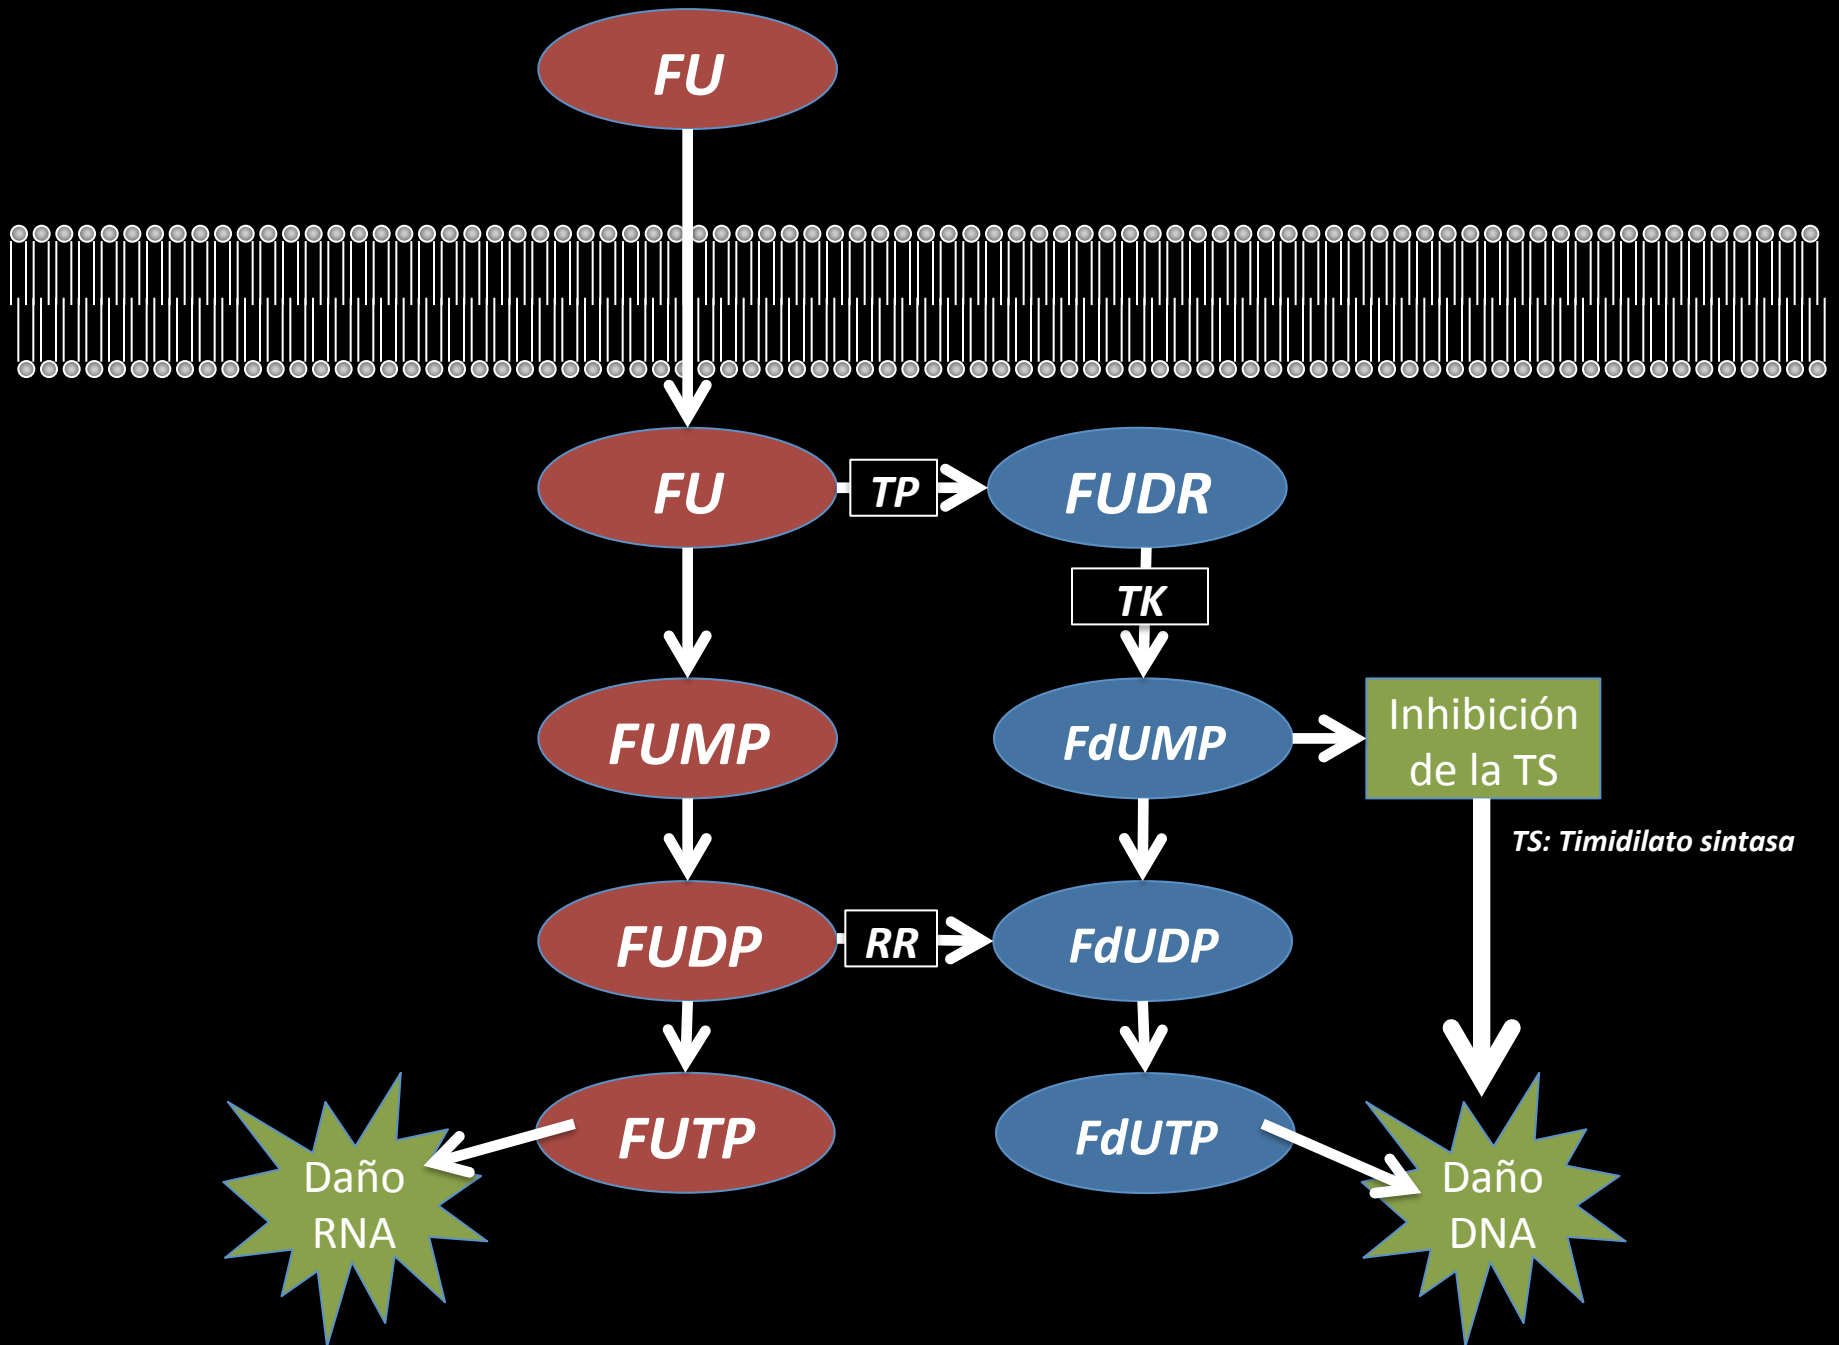 FU
FU
TP
FUDR
TK
FUMP
FdUMP
Inhibición
de la TS
TS: Timidilato sintasa
FUDP
RR
FdUDP
FUTP
FdUTP
Daño
RNA
Daño
DNA